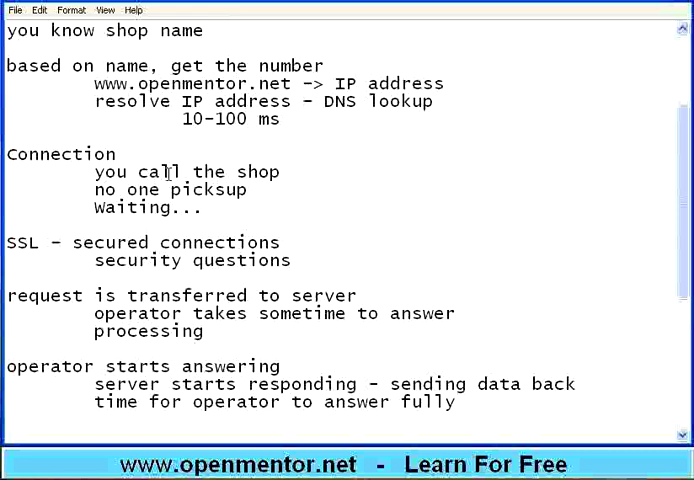 File Edit Format View Help
you know shop name
based on name, get the number
www.openmentor.net -> IP address
resolve IP address - DNS lookup
10-100 ms
Connection
you call the shop
no one picksup
Waiting...
SSL - secured connections
security questions
request is transferred to server
operator takes sometime to answer
processing
operator starts answering
server starts responding - sending data back
time for operator to answer fully
www.openmentor.net - Learn For Free